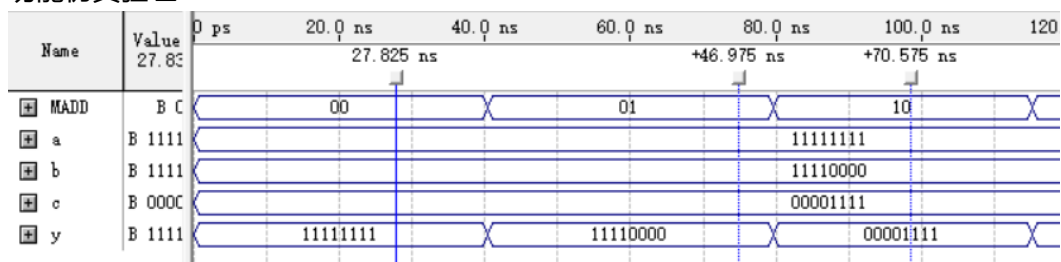 0 ps 20.0 ns 40.0 ns 60.0 ns 80.0 ns 100.0 ns 120
Name Value 27.825 ns +46.975 ns +70.575 ns
27.83
MADD B 00 01 10
a B 1111 11111111
b B 1111 11110000
c B 0000 00001111
y B 1111 11111111 11110000 00001111